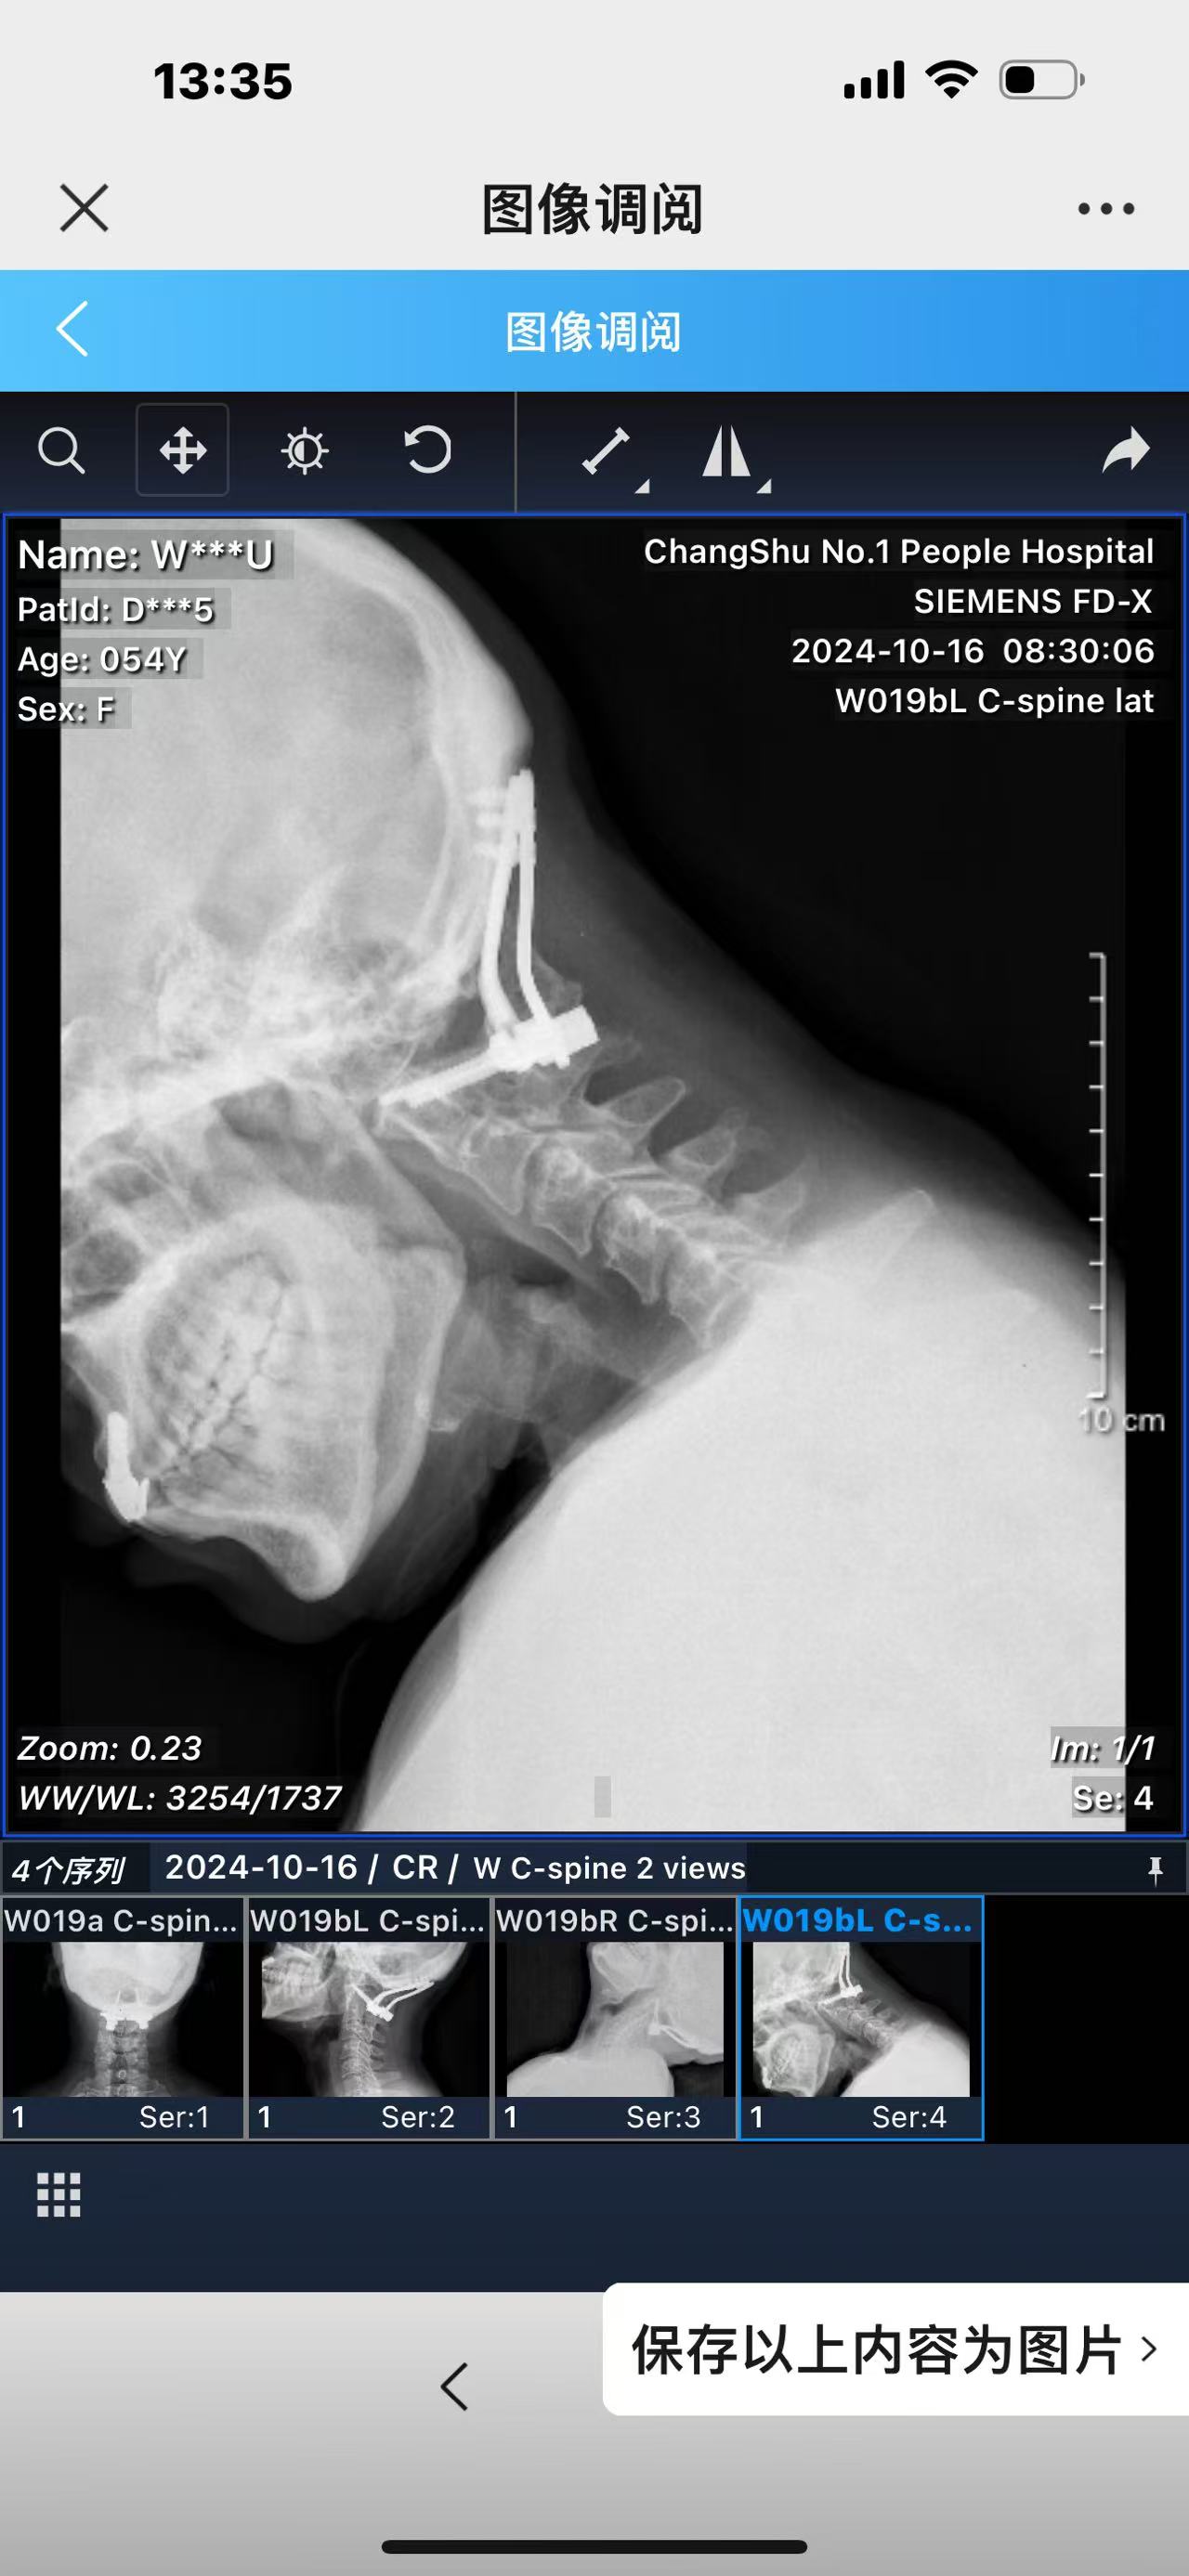 13:35
图像调阅
图像调阅
Name: W***U
PatId: D***5
Age: 054Y
Sex: F
ChangShu No.1 People Hospital
SIEMENS FD-X
2024-10-16 08:30:06
W019bL C-spine lat
10 cm
Zoom: 0.23
WW/WL: 3254/1737
Im: 1/1
Se: 4
4个序列 2024-10-16 / CR / W C-spine 2 views
W019a C-spin... W019bL C-spi... W019bR C-spi... W019bL C-s...
1 Ser:1 1 Ser:2 1 Ser:3 1 Ser:4
保存以上内容为图片